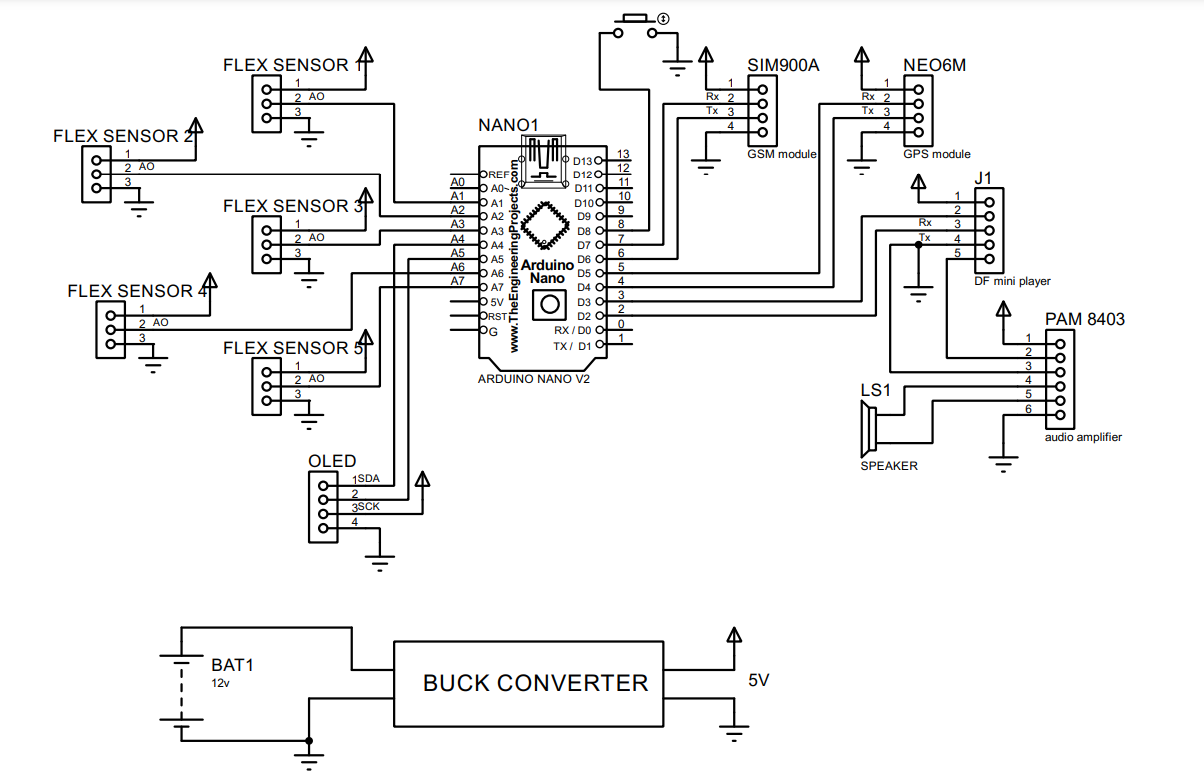 FLEX SENSOR 1
1
2 AO
3
FLEX SENSOR 2
1
2 AO
3
FLEX SENSOR 3
1
2 AO
3
FLEX SENSOR 4
1
2 AO
3
FLEX SENSOR 5
1
2 AO
3
OLED
1 SDA
2
3 SCK
4
NANO1
REF
A0 A0~
A1 A1
A2 A2
A3 A3
A4 A4
A5 A5
A6 A6
A7 A7
5V
RST
G
www.TheEngineeringProjects.com
Arduino
Nano
D13 13
D12 12
D11 11
D10 10
D9 9
D8 8
D7 7
D6 6
D5 5
D4 4
D3 3
D2 2
RX / D0 0
TX / D1 1
ARDUINO NANO V2
SIM900A
1
Rx 2
Tx 3
4
GSM module
NEO6M
1
Rx 2
Tx 3
4
GPS module
J1
1
2
Rx 3
Tx 4
5
DF mini player
PAM 8403
1
2
3
4
5
6
audio amplifier
LS1
SPEAKER
BAT1
12v
BUCK CONVERTER
5V